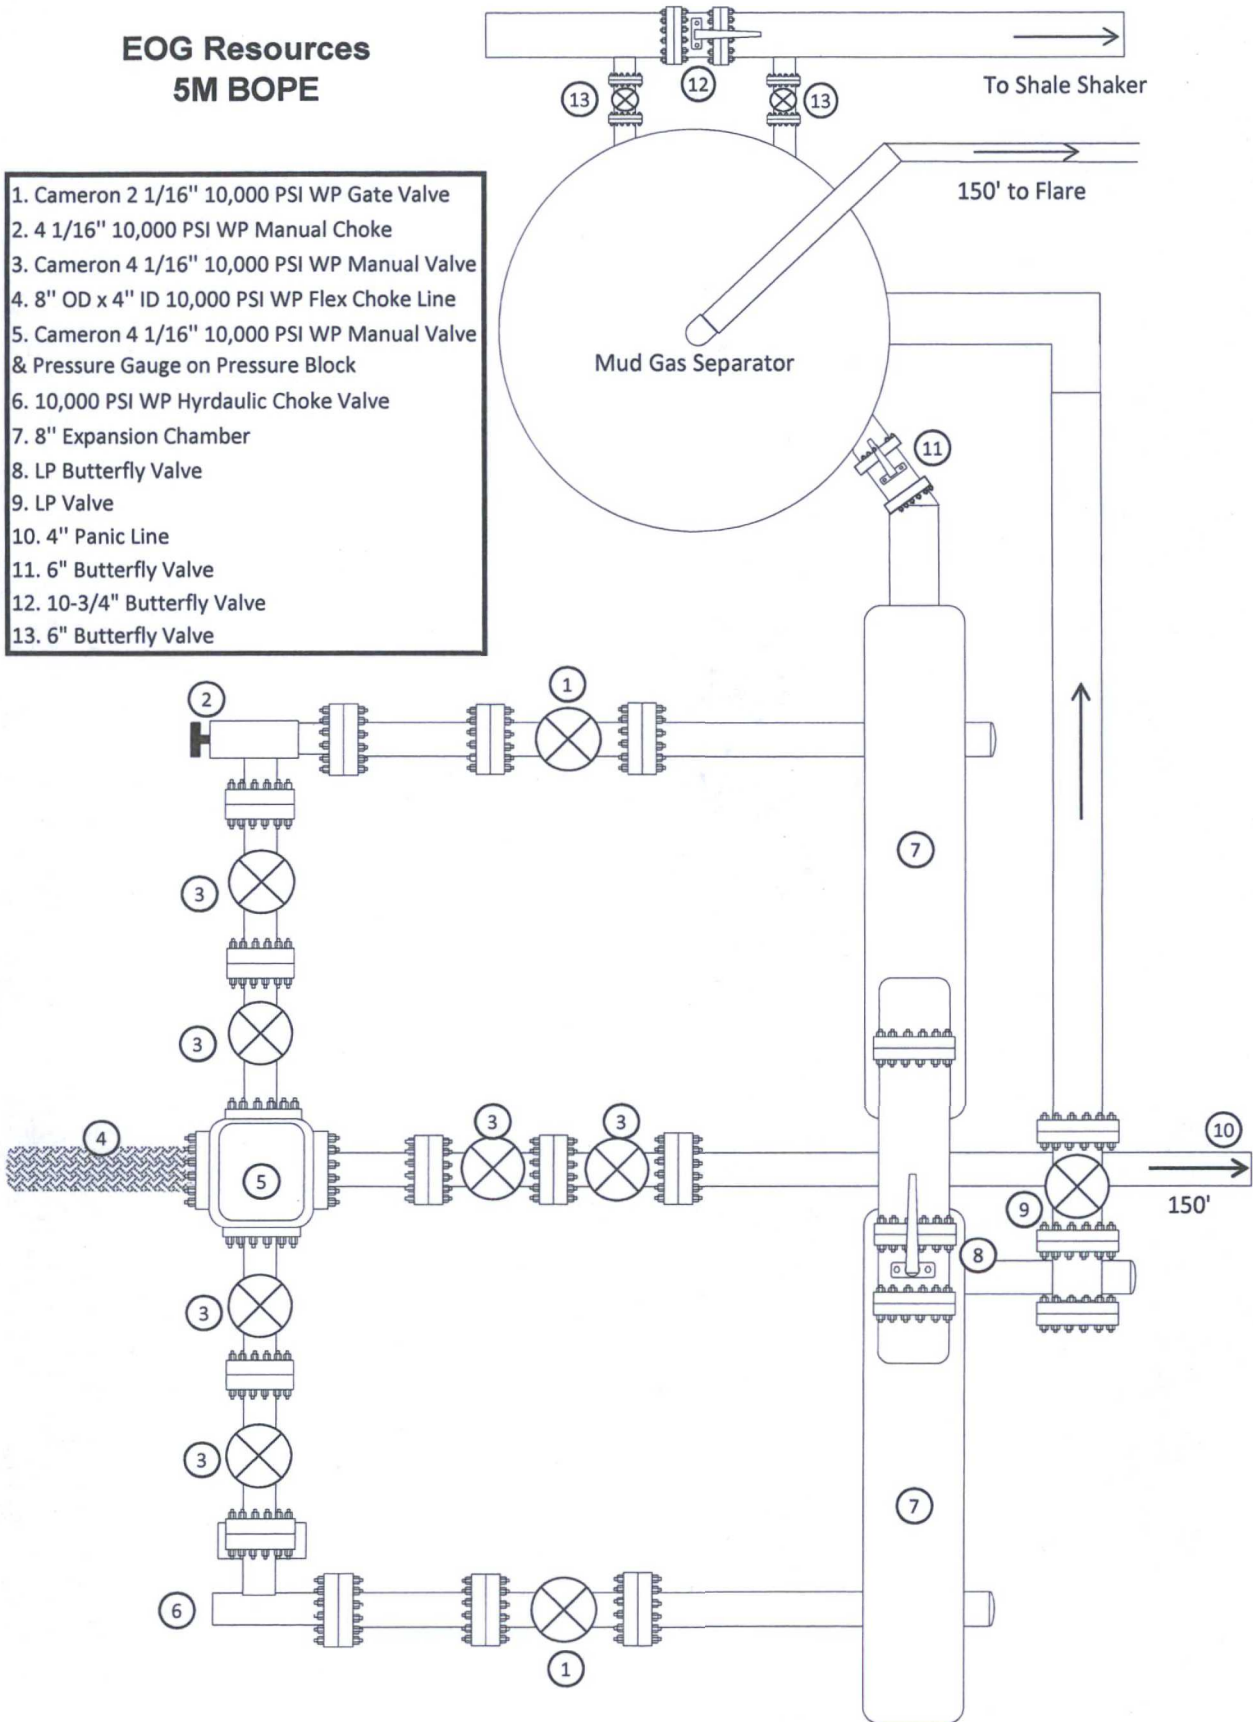 EOG Resources
5M BOPE
To Shale Shaker
12
13
13
150' to Flare
1. Cameron 2 1/16" 10,000 PSI WP Gate Valve
2. 4 1/16" 10,000 PSI WP Manual Choke
3. Cameron 4 1/16" 10,000 PSI WP Manual Valve
4. 8" OD x 4" ID 10,000 PSI WP Flex Choke Line
5. Cameron 4 1/16" 10,000 PSI WP Manual Valve
& Pressure Gauge on Pressure Block
6. 10,000 PSI WP Hyrdaulic Choke Valve
7. 8" Expansion Chamber
8. LP Butterfly Valve
9. LP Valve
10. 4" Panic Line
11. 6" Butterfly Valve
12. 10-3/4" Butterfly Valve
13. 6" Butterfly Valve
Mud Gas Separator
11
1
2
7
3
3
3
3
4
10
5
150'
9
8
3
3
7
6
1